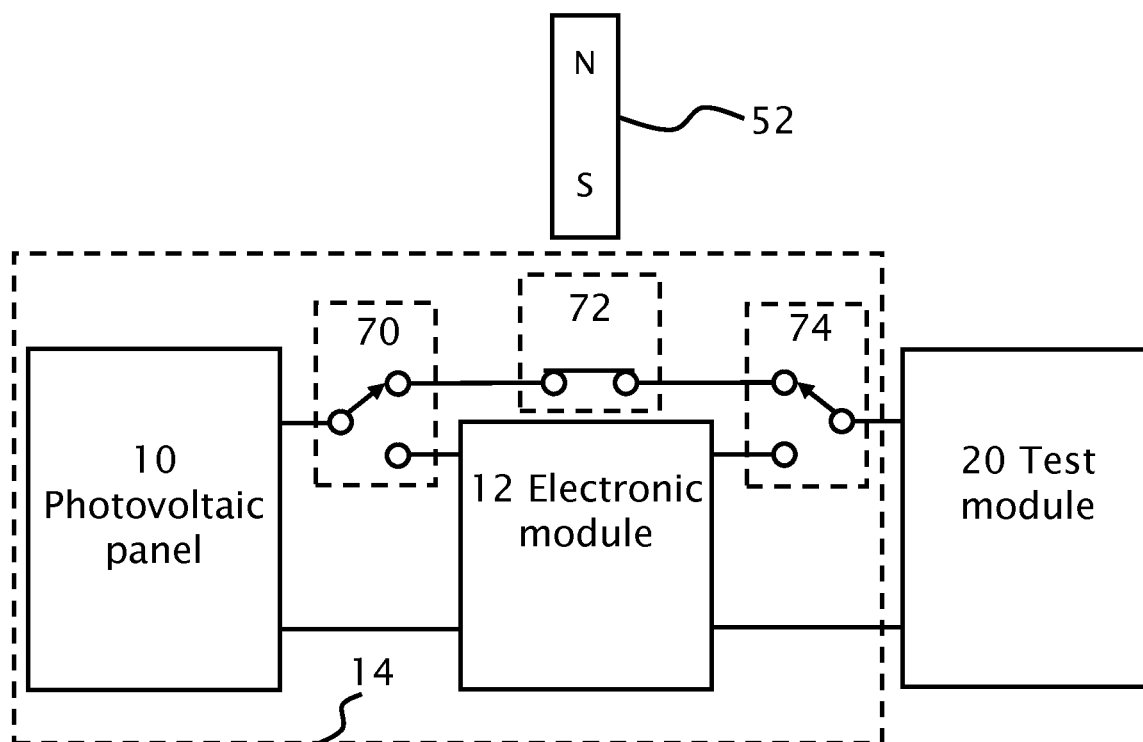 N
S
52
70
72
74
10
Photovoltaic
panel
12 Electronic
module
20 Test
module
14